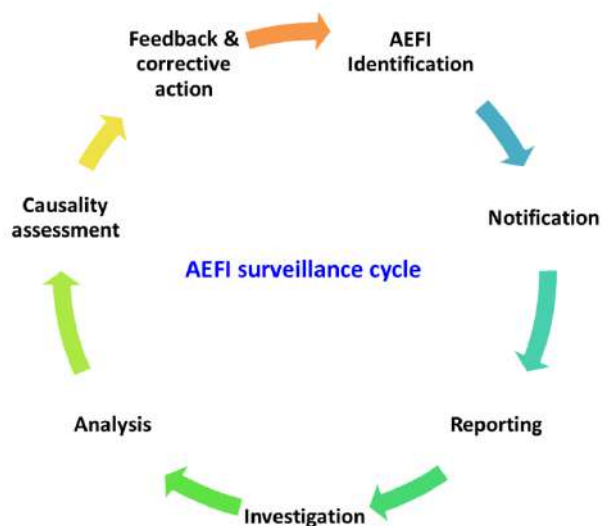 Feedback &
corrective
action
AEFI
Identification
Notification
Reporting
Investigation
Analysis
Causality
assessment
AEFI surveillance cycle